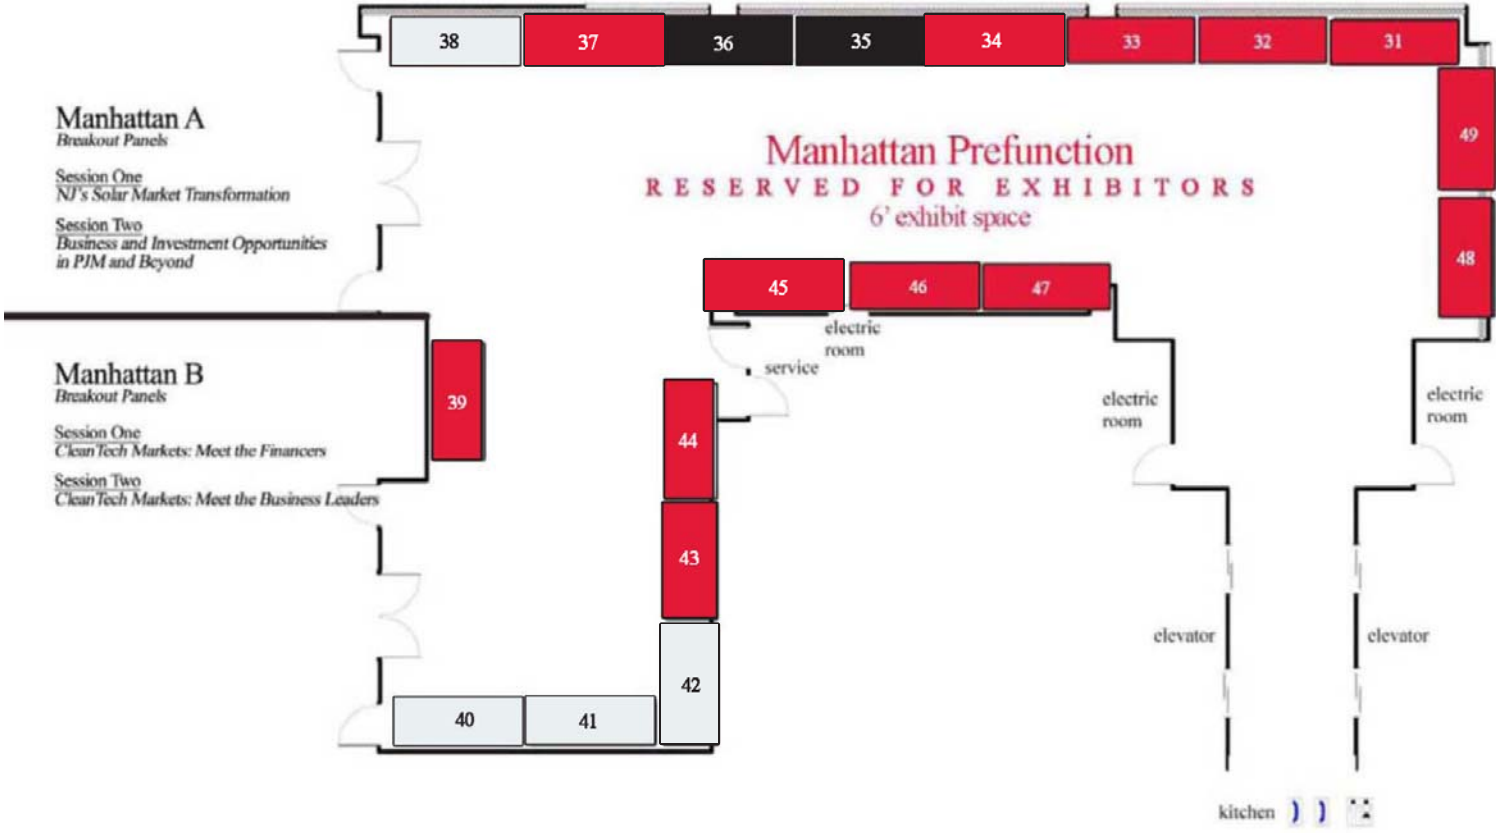 38 37 36 35 34 33 32 31
Manhattan A
Breakout Panels
Session One
NJ's Solar Market Transformation
Session Two
Business and Investment Opportunities
in PJM and Beyond
Manhattan Prefunction
RESERVED FOR EXHIBITORS
6' exhibit space
49
48
45 46 47
electric
room
service
Manhattan B
Breakout Panels
Session One
CleanTech Markets: Meet the Financers
Session Two
CleanTech Markets: Meet the Business Leaders
39
44
43
42
40 41
electric
room
electric
room
elevator
elevator
kitchen